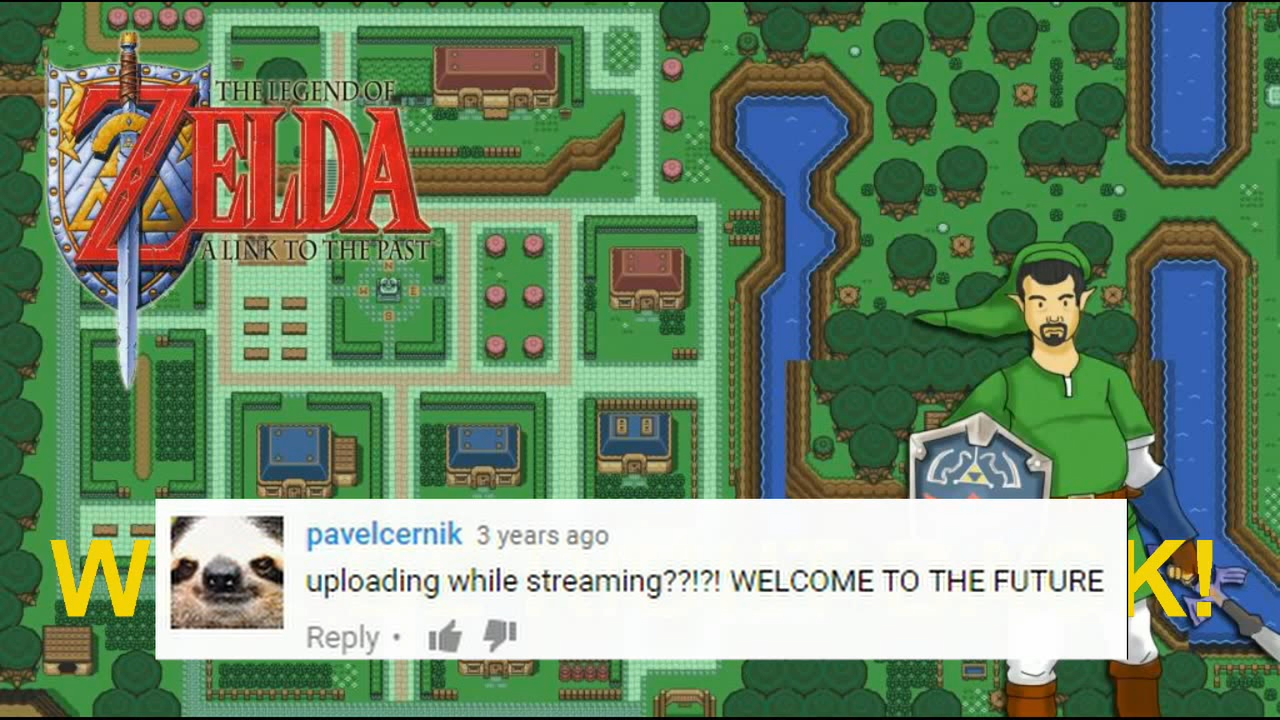 THE LEGEND OF
ZELDA
A LINK TO THE PAST
N
W E
S
pavelcernik 3 years ago
uploading while streaming??!?! WELCOME TO THE FUTURE
Reply •
W K!